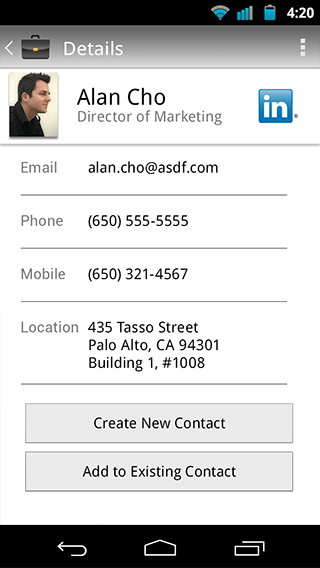 4:20
Details
Alan Cho
Director of Marketing
in
Email alan.cho@asdf.com
Phone (650) 555-5555
Mobile (650) 321-4567
Location 435 Tasso Street
Palo Alto, CA 94301
Building 1, #1008
Create New Contact
Add to Existing Contact